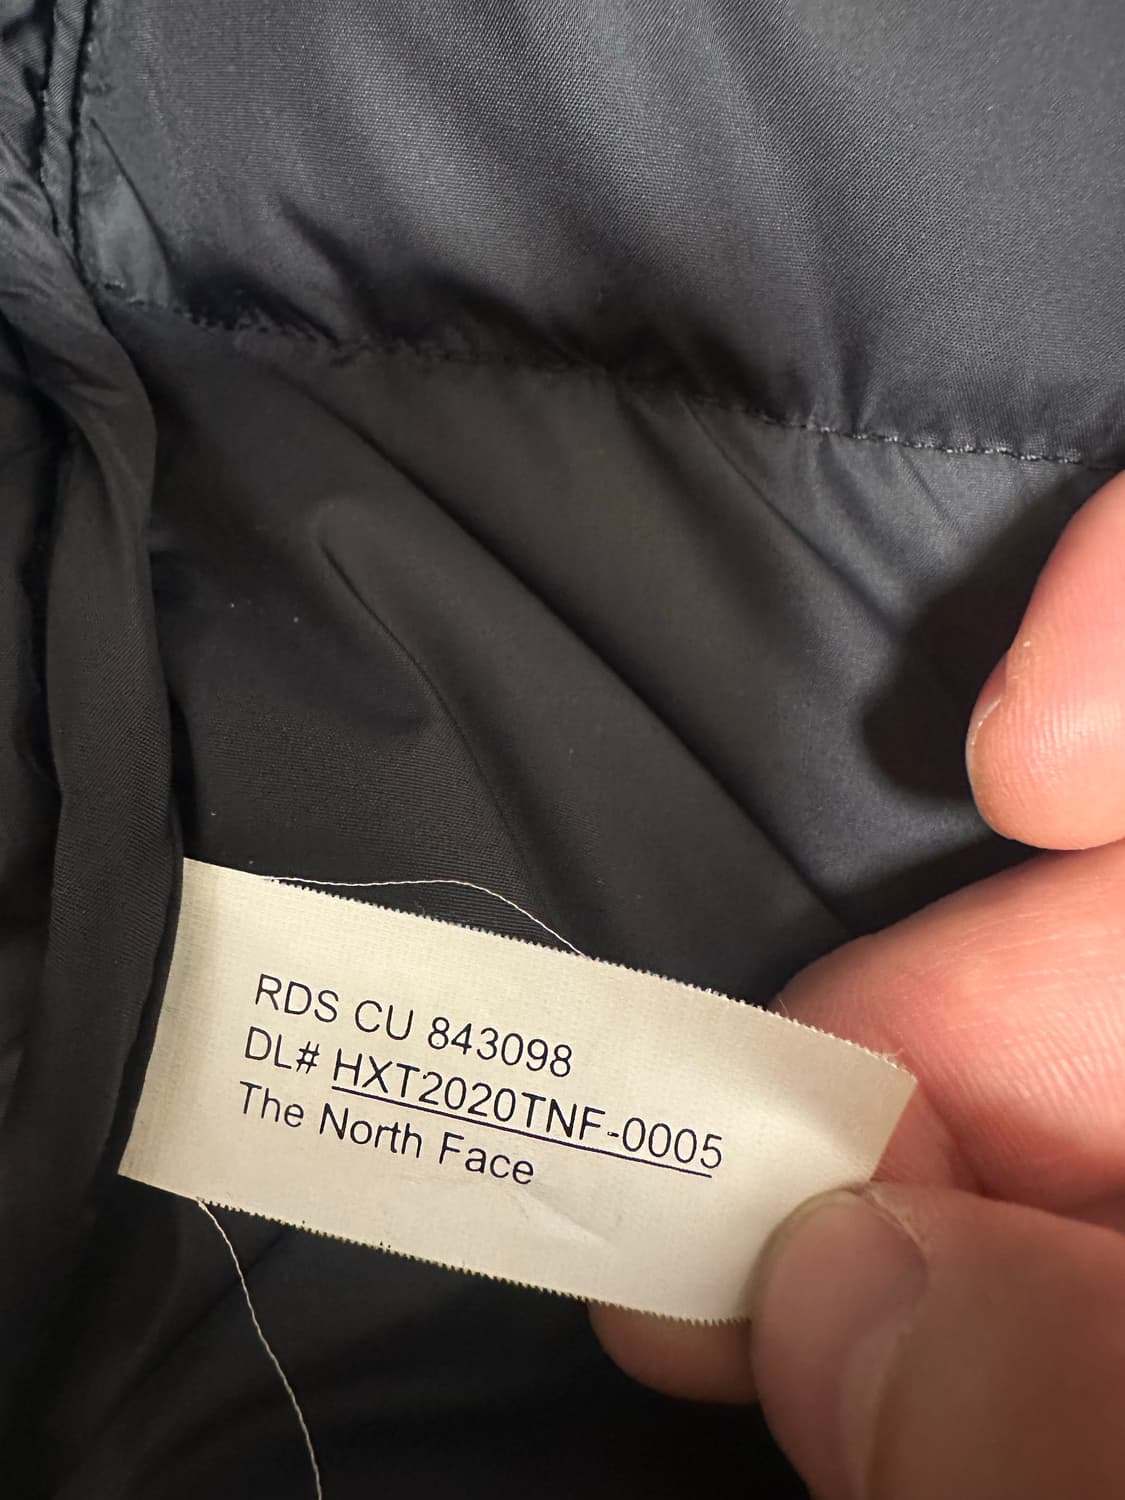 RDS CU 843098
DL# HXT2020TNF-0005
The North Face